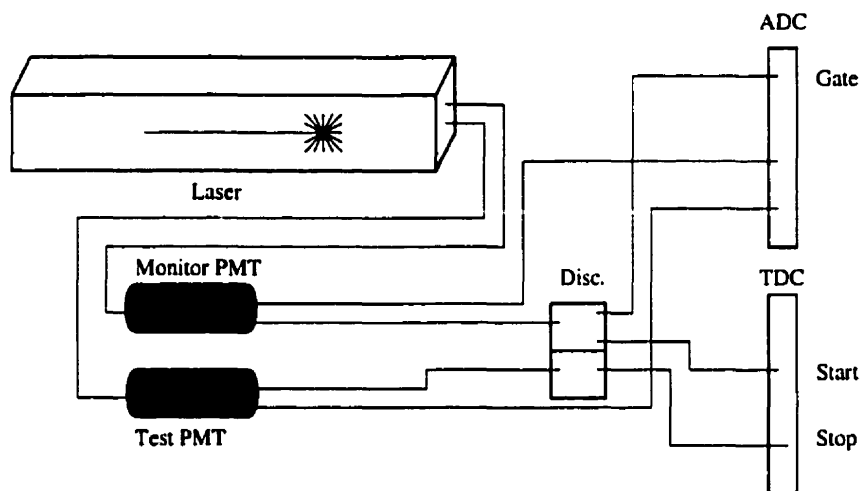 ADC
Gate
Laser
Monitor PMT
Disc.
TDC
Start
Test PMT
Stop